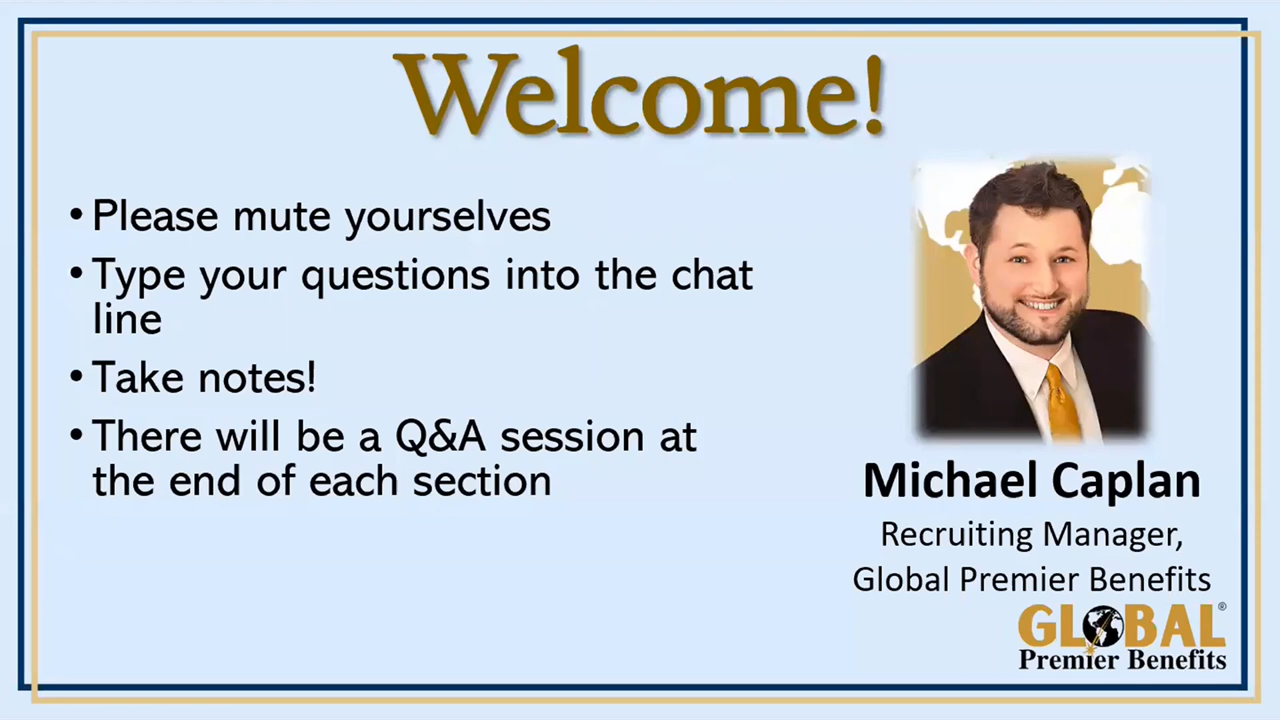 Welcome!
• Please mute yourselves
• Type your questions into the chat
line
• Take notes!
• There will be a Q&A session at
the end of each section
Michael Caplan
Recruiting Manager,
Global Premier Benefits
GLOBAL®
Premier Benefits